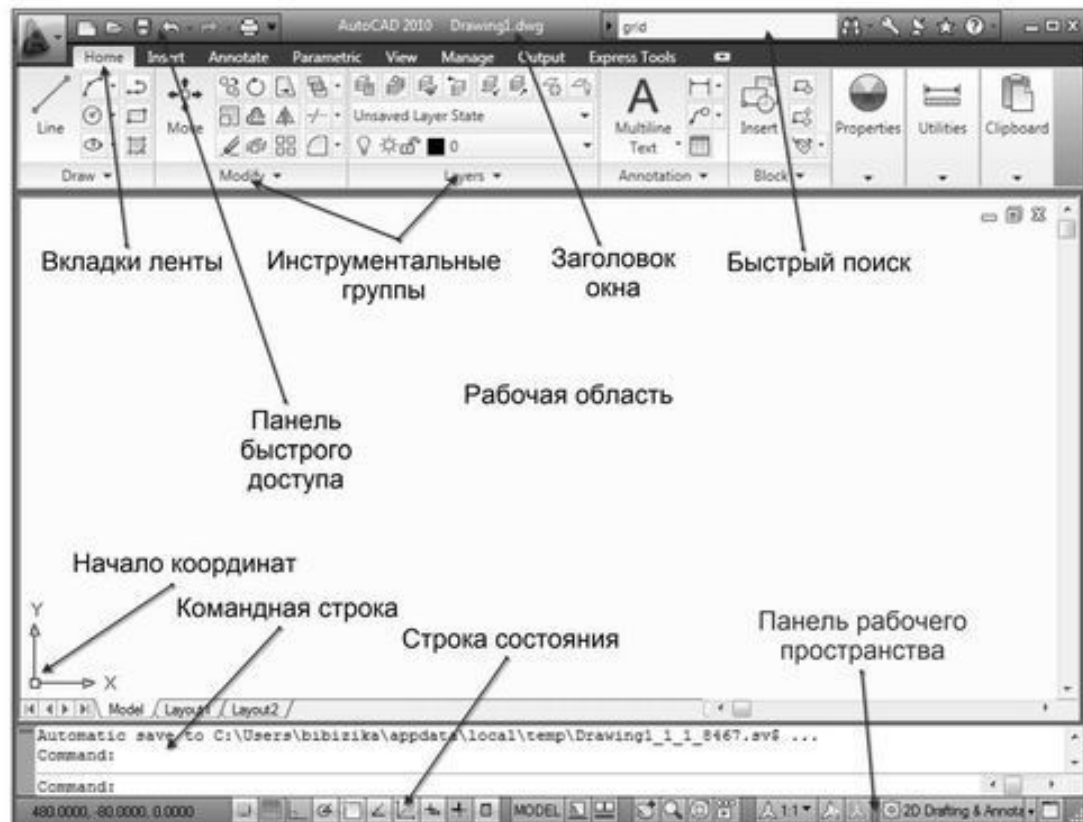 AutoCAD 2010 Drawing1.dwg grid
Home Insert Annotate Parametric View Manage Output Express Tools
Line Move Unsaved Layer State Multiline Text Insert Properties Utilities Clipboard
0
Draw Modify Layers Annotation Block
Вкладки ленты
Инструментальные
группы
Заголовок
окна
Быстрый поиск
Рабочая область
Панель
быстрого
доступа
Начало координат
Командная строка
Строка состояния
Панель рабочего
пространства
Y
X
Model Layout1 Layout2
Automatic save to C:\Users\bibizika\appdata\local\temp\Drawing1_1_1_8467.sv$ ...
Command:
Command:
480.0000, -80.0000, 0.0000 MODEL 1:1 2D Drafting & Annota